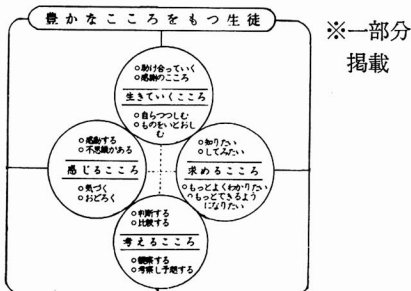 豊かなこころをもつ生徒
※一部分
掲載
○助け合っていく
○感謝のこころ
生きていくこころ
○自らつつしむ
○ものをいとおし
む
○感動する
○不思議がある
感じるこころ
○気づく
○おどろく
○知りたい
○してみたい
求めるこころ
○もっとよくわかりたい
○もっとできるよう
になりたい
○判断する
○比較する
考えるこころ
○観察する
○考察し予想する